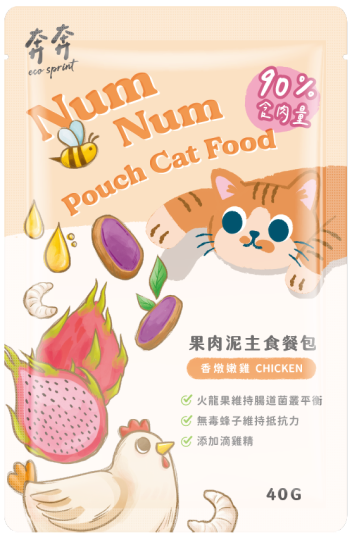 奔奔
eco sprint
Num
Num
Pouch Cat Food
90%
含肉量
果肉泥主食餐包
香燉嫩雞 CHICKEN
火龍果維持腸道菌叢平衡
無毒蜂子維持抵抗力
添加滴雞精
40G